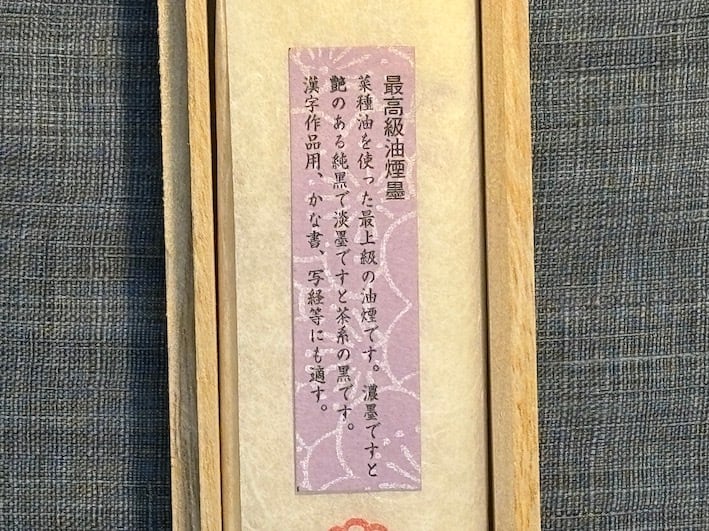 最高級油煙墨
菜種油を使った最上級の油煙です。濃墨ですと
艶のある純黒で淡墨ですと茶系の黒です。
漢字作品用、かな書、写経等にも適す。